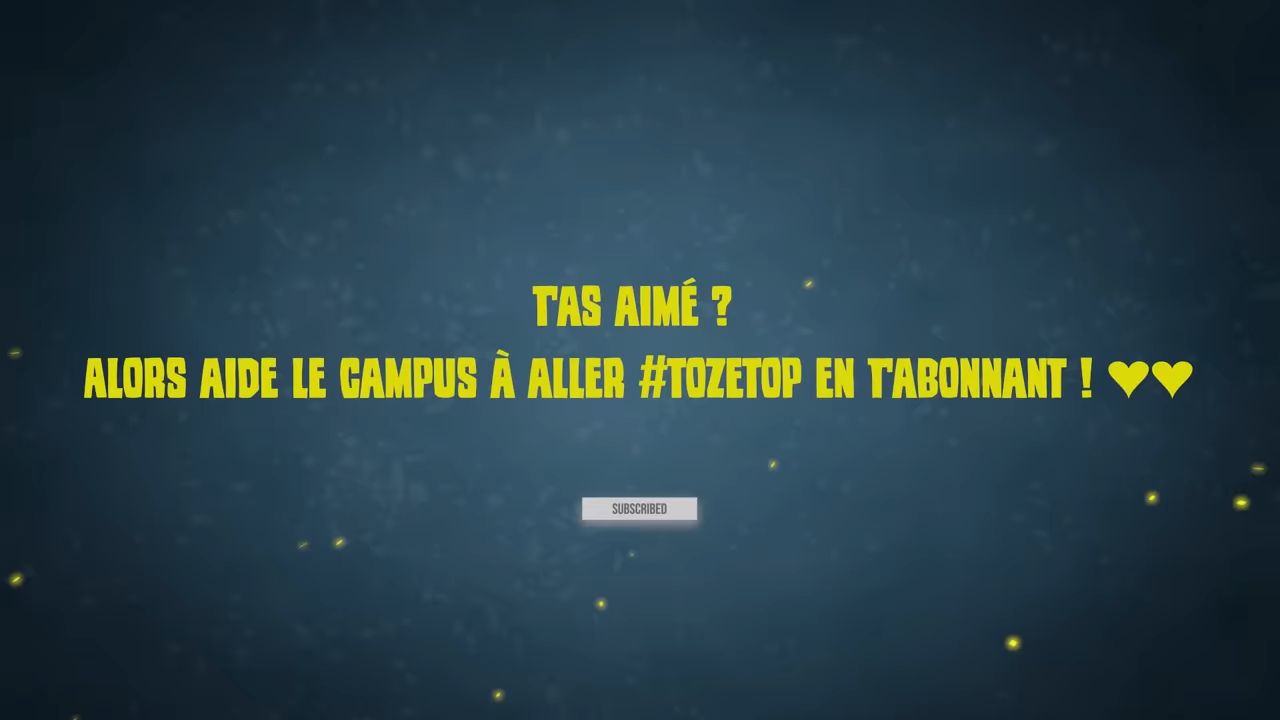 T'AS AIMÉ ?
ALORS AIDE LE CAMPUS À ALLER #TOZETOP EN T'ABONNANT ! ♥♥
SUBSCRIBED